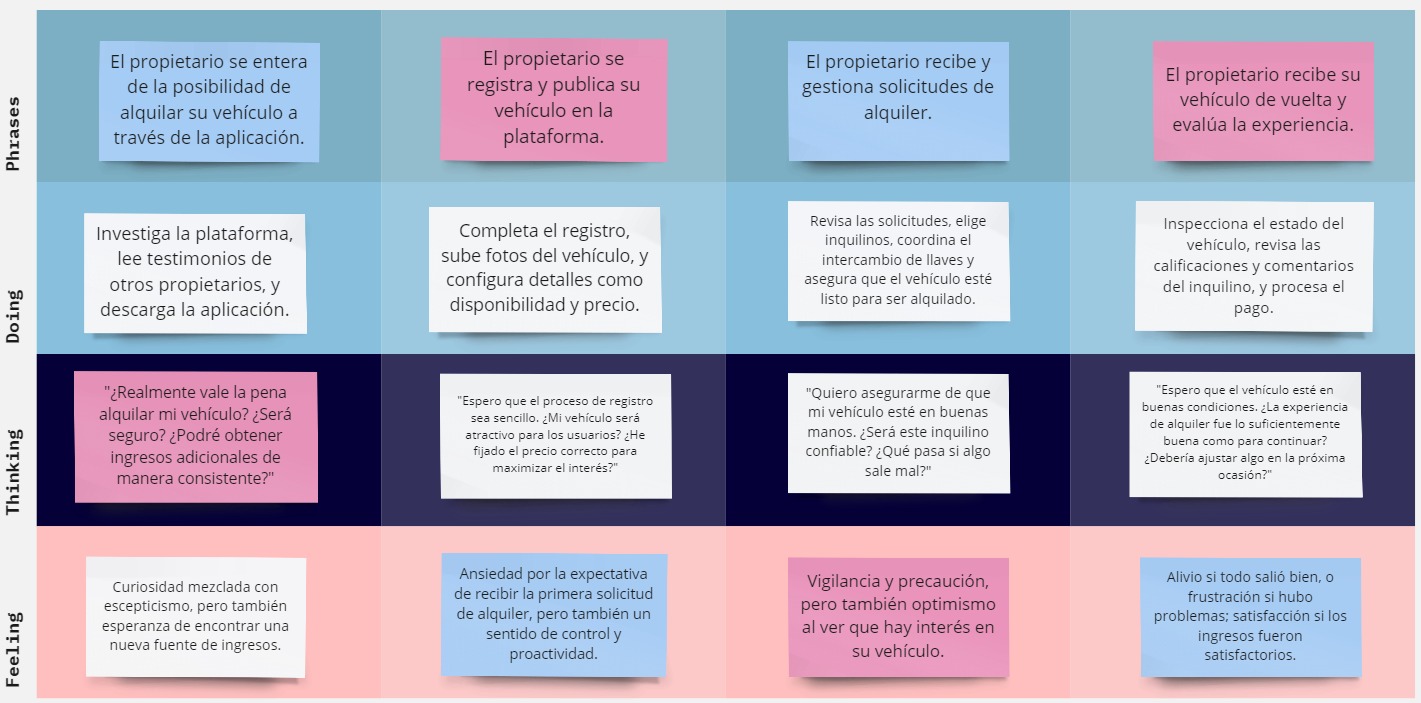 Phrases
El propietario se entera
de la posibilidad de
alquilar su vehículo a
través de la aplicación.
El propietario se
registra y publica su
vehículo en la
plataforma.
El propietario recibe y
gestiona solicitudes de
alquiler.
El propietario recibe su
vehículo de vuelta y
evalúa la experiencia.
Doing
Investiga la plataforma,
lee testimonios de
otros propietarios, y
descarga la aplicación.
Completa el registro,
sube fotos del vehículo, y
configura detalles como
disponibilidad y precio.
Revisa las solicitudes, elige
inquilinos, coordina el
intercambio de llaves y
asegura que el vehículo esté
listo para ser alquilado.
Inspecciona el estado del
vehículo, revisa las
calificaciones y comentarios
del inquilino, y procesa el
pago.
Thinking
"¿Realmente vale la pena
alquilar mi vehículo? ¿Será
seguro? ¿Podré obtener
ingresos adicionales de
manera consistente?"
"Espero que el proceso de registro
sea sencillo. ¿Mi vehículo será
atractivo para los usuarios? ¿He
fijado el precio correcto para
maximizar el interés?"
"Quiero asegurarme de que
mi vehículo esté en buenas
manos. ¿Será este inquilino
confiable? ¿Qué pasa si algo
sale mal?"
"Espero que el vehículo esté en
buenas condiciones. ¿La experiencia
de alquiler fue lo suficientemente
buena como para continuar?
¿Debería ajustar algo en la próxima
ocasión?"
Feeling
Curiosidad mezclada con
escepticismo, pero también
esperanza de encontrar una
nueva fuente de ingresos.
Ansiedad por la expectativa
de recibir la primera solicitud
de alquiler, pero también un
sentido de control y
proactividad.
Vigilancia y precaución,
pero también optimismo
al ver que hay interés en
su vehículo.
Alivio si todo salió bien, o
frustración si hubo
problemas; satisfacción si los
ingresos fueron
satisfactorios.